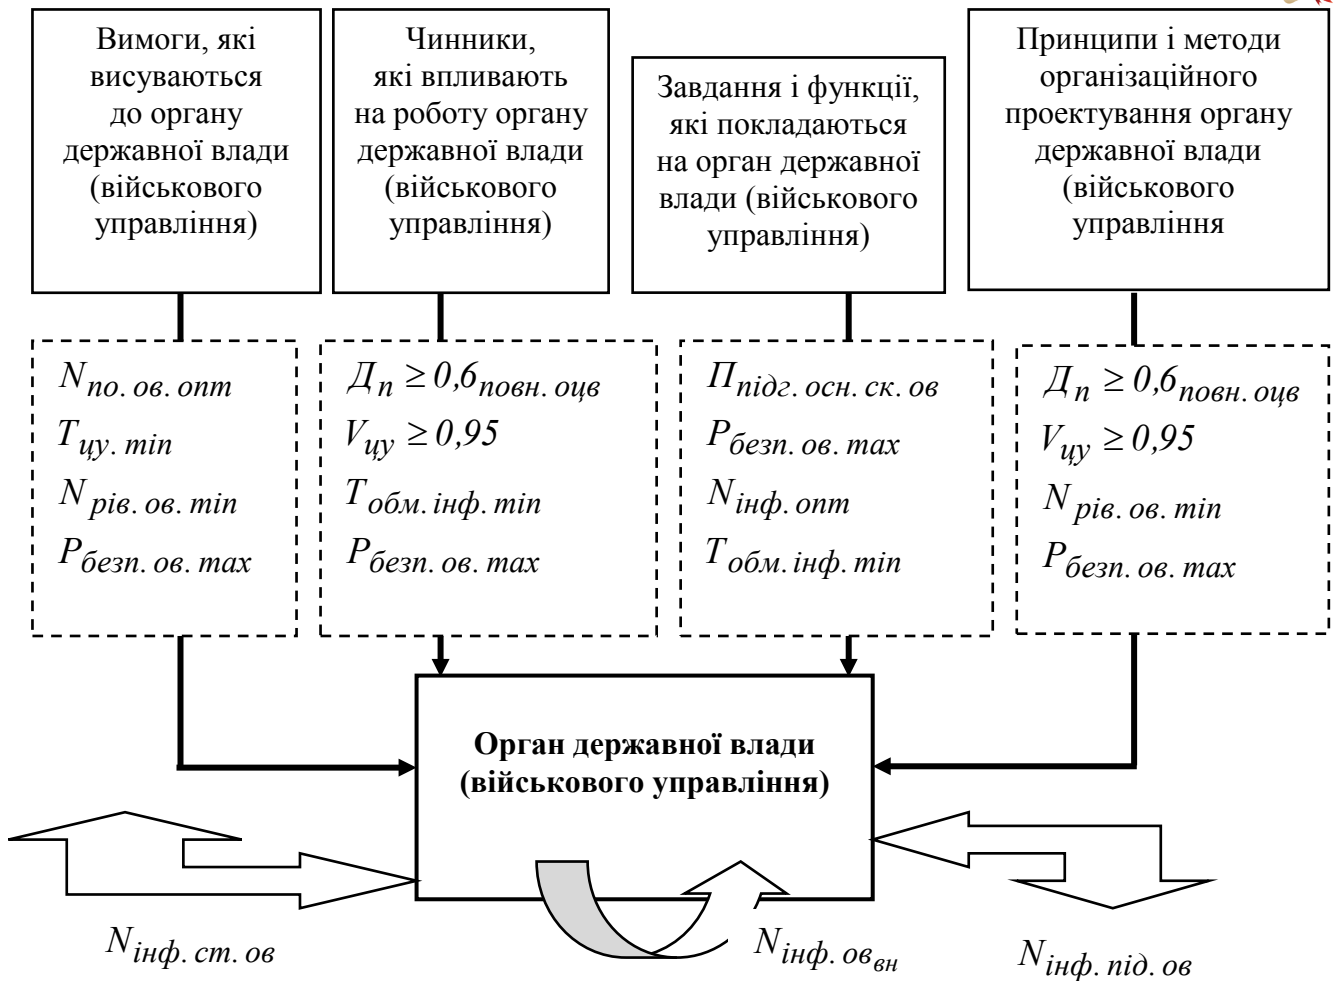 Вимоги, які
висуваються
до органу
державної влади
(військового
управління)
Чинники,
які впливають
на роботу органу
державної влади
(військового
управління)
Завдання і функції,
які покладаються
на орган державної
влади (військового
управління)
Принципи і методи
організаційного
проектування органу
державної влади
(військового
управління
N по. ов. опт
T цу. min
N рів. ов. min
P безп. ов. max
Д п ≥ 0,6 повн. оцв
V цу ≥ 0,95
T обм. інф. min
P безп. ов. max
П підг. осн. ск. ов
P безп. ов. max
N інф. опт
T обм. інф. min
Д п ≥ 0,6 повн. оцв
V цу ≥ 0,95
N рів. ов. min
P безп. ов. max
Орган державної влади
(військового управління)
N інф. ст. ов
N інф. ов вн
N інф. під. ов